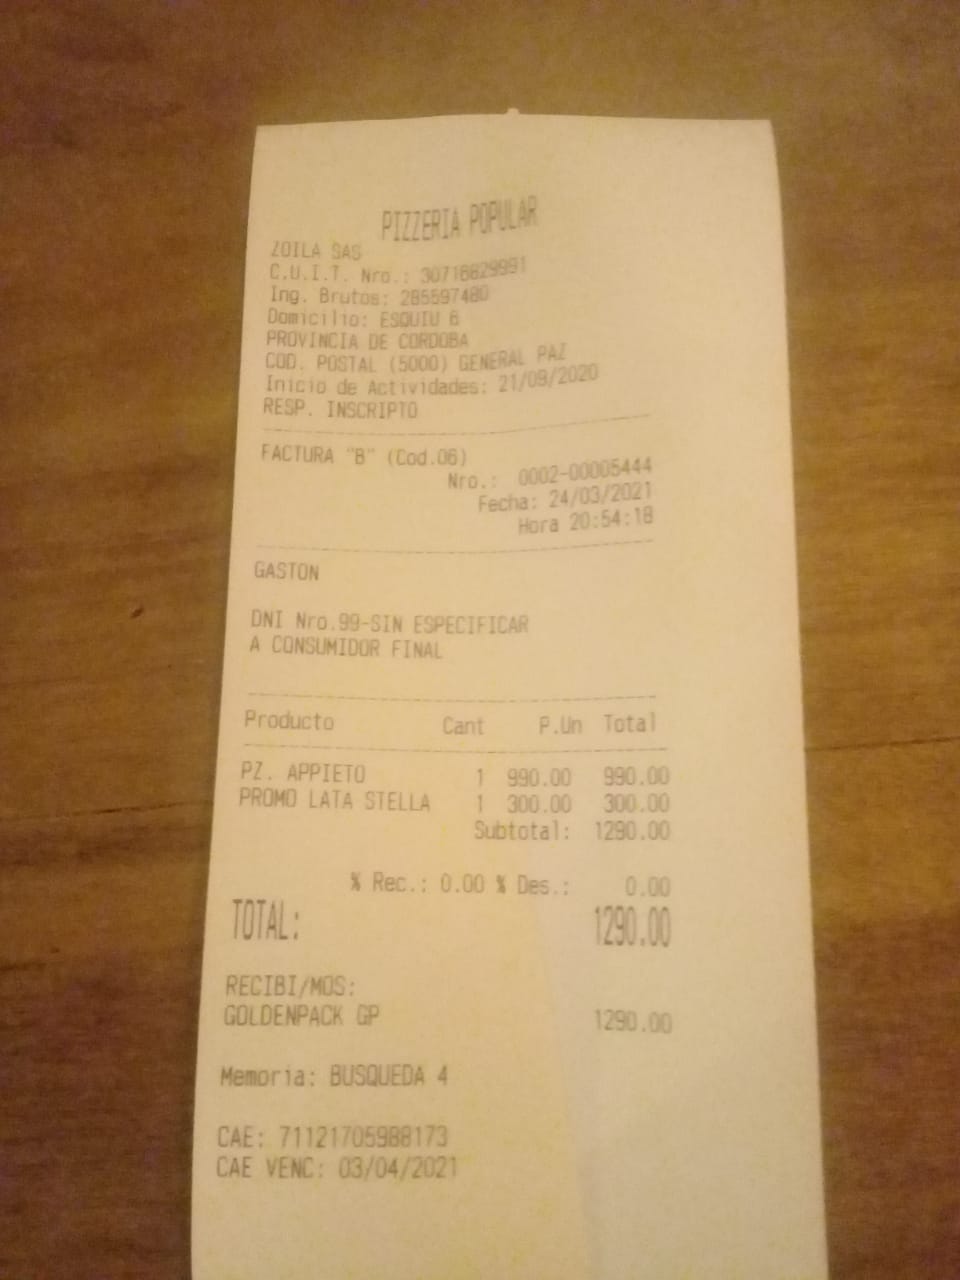 PIZZERIA POPULAR
ZOILA SAS
C.U.I.T. Nro.: 30716829991
Ing. Brutos: 285597480
Domicilio: ESQUIU 6
PROVINCIA DE CORDOBA
COD. POSTAL (5000) GENERAL PAZ
Inicio de Actividades: 21/09/2020
RESP. INSCRIPTO
FACTURA "B" (Cod.06)
Nro.: 0002-00005444
Fecha: 24/03/2021
Hora 20:54:18
GASTON
DNI Nro.99-SIN ESPECIFICAR
A CONSUMIDOR FINAL
Producto Cant P.Un Total
PZ. APPIETO 1 990.00 990.00
PROMO LATA STELLA 1 300.00 300.00
Subtotal: 1290.00
% Rec.: 0.00 % Des.: 0.00
TOTAL: 1290.00
RECIBI/MOS:
GOLDENPACK GP 1290.00
Memoria: BUSQUEDA 4
CAE: 71121705988173
CAE VENC: 03/04/2021